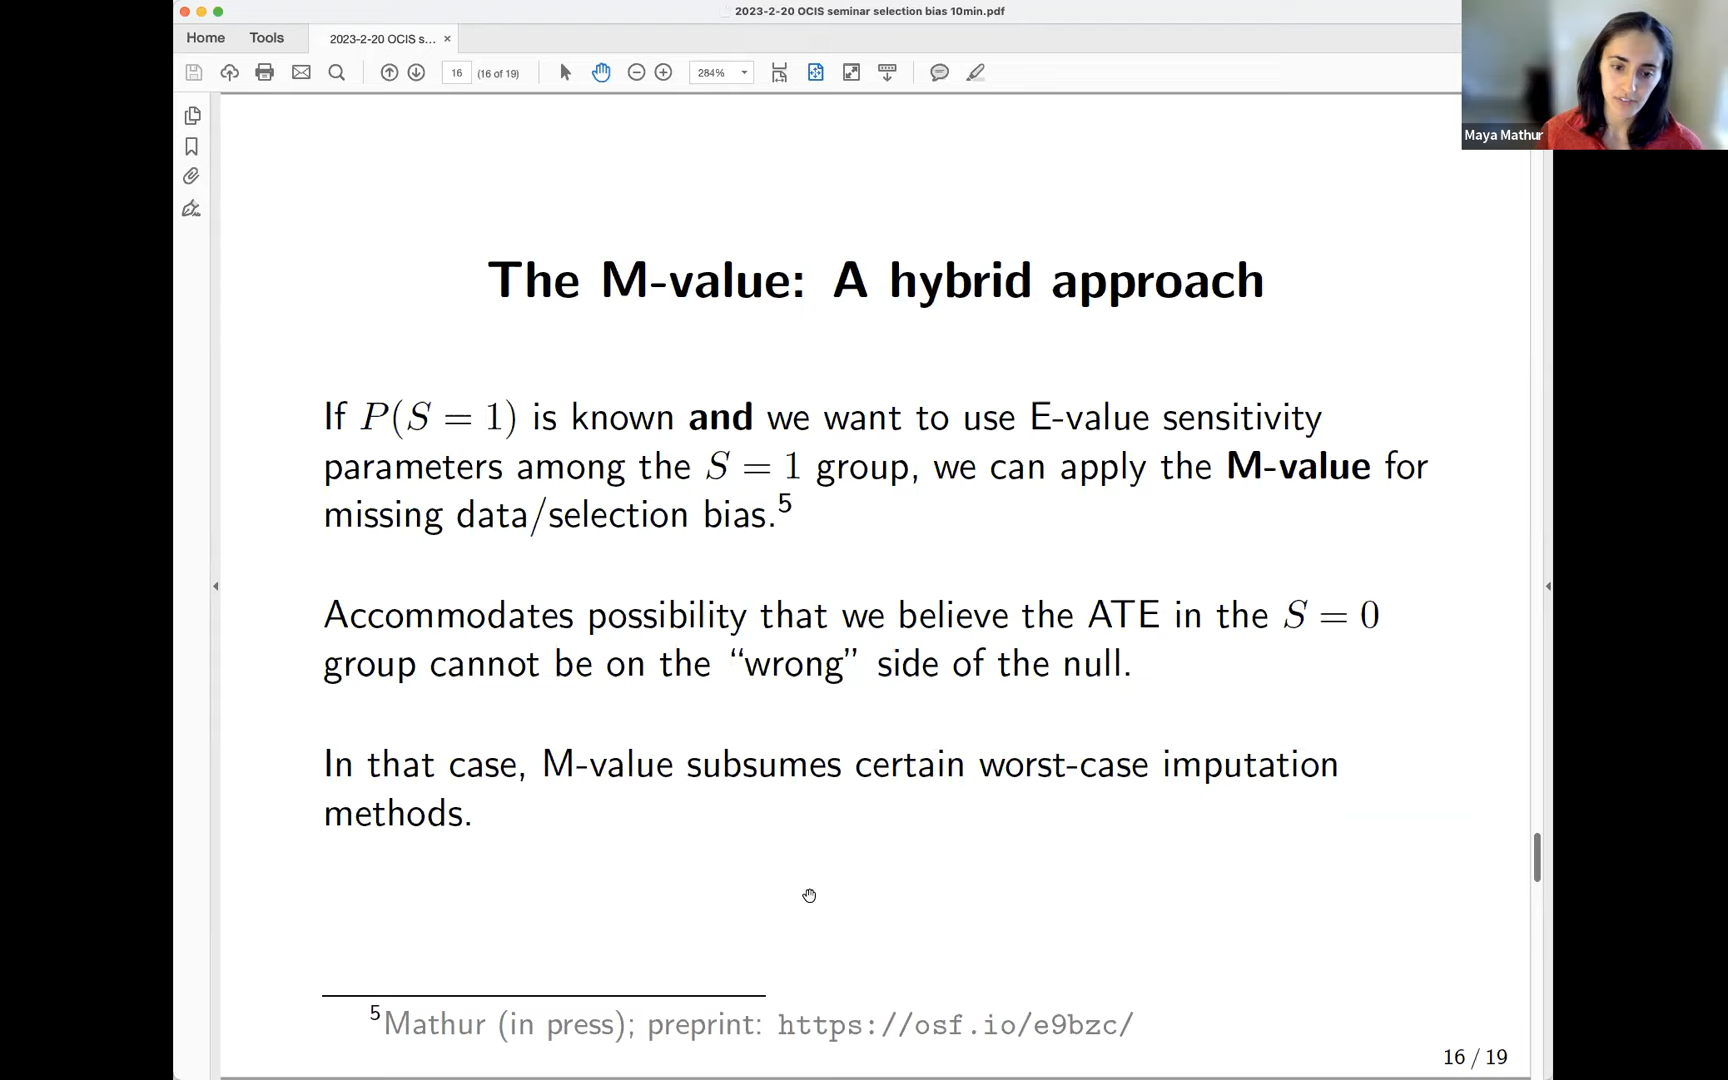 2023-2-20 OCIS seminar selection bias 10min.pdf
Home Tools 2023-2-20 OCIS s... ×
16 (16 of 19) 284%
Maya Mathur
The M-value: A hybrid approach
If P(S = 1) is known and we want to use E-value sensitivity
parameters among the S = 1 group, we can apply the M-value for
missing data/selection bias.⁵
Accommodates possibility that we believe the ATE in the S = 0
group cannot be on the “wrong” side of the null.
In that case, M-value subsumes certain worst-case imputation
methods.
⁵Mathur (in press); preprint: https://osf.io/e9bzc/
16 / 19